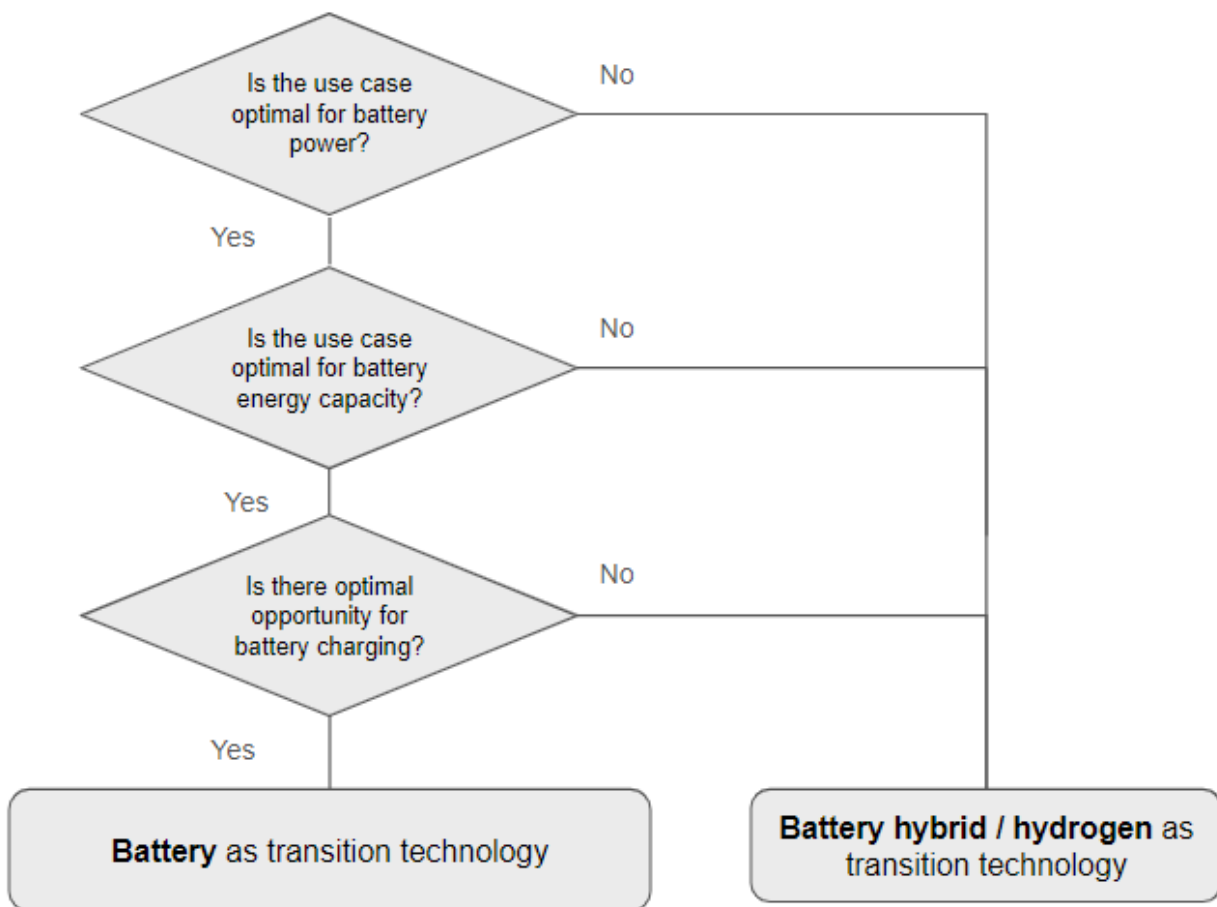 Is the use case
optimal for battery
power?
No
Yes
Is the use case
optimal for battery
energy capacity?
No
Yes
Is there optimal
opportunity for
battery charging?
No
Yes
Battery as transition technology
Battery hybrid / hydrogen as
transition technology